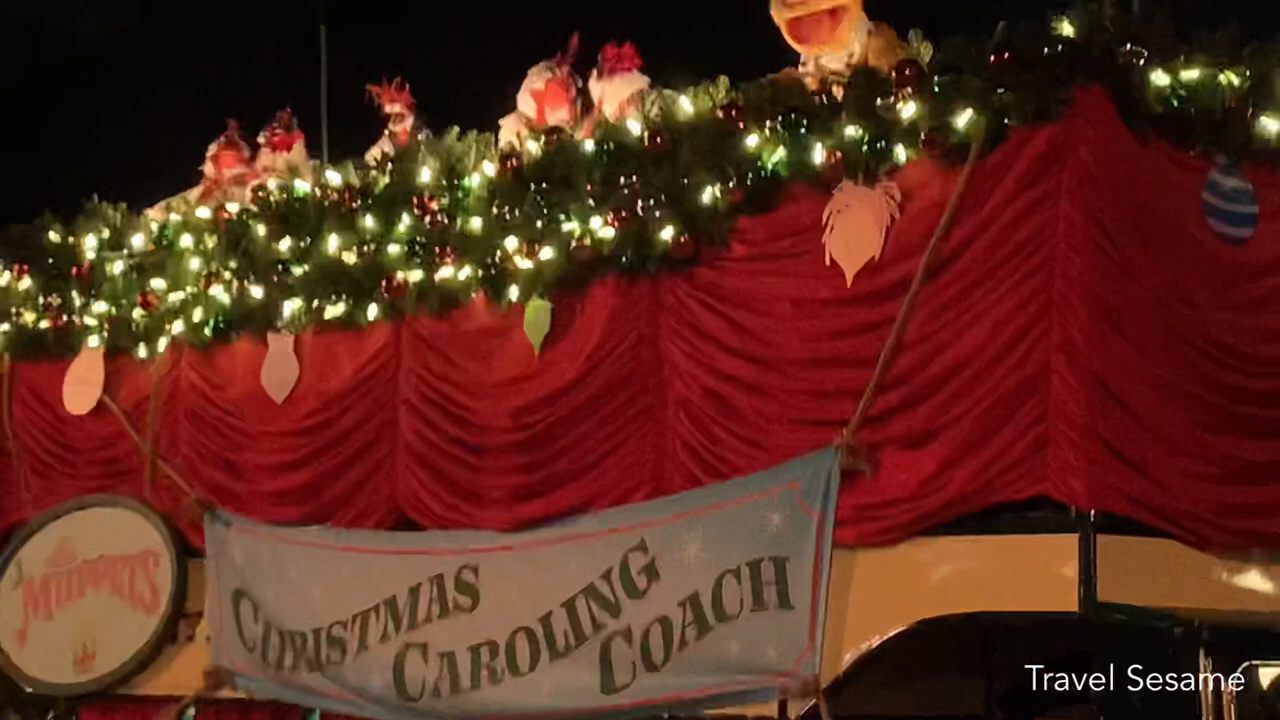 MUPPETS
CHRISTMAS
CAROLING
COACH
Travel Sesame